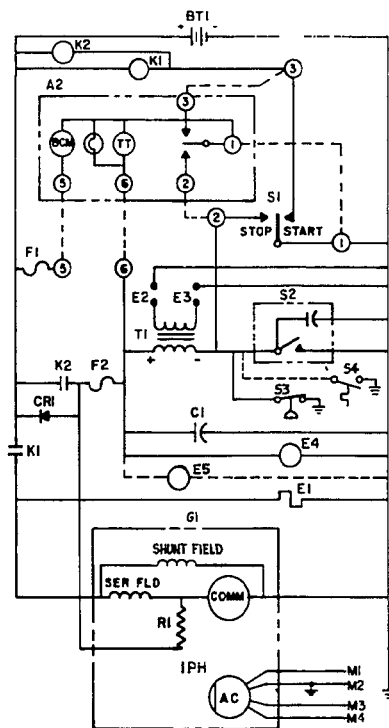 + BT1 -
K2
K1
A2
3
3
BCM
TT
1
5
6
2
2
S1
STOP START
1
F1
5
6
E2 E3
S2
T1
+ -
K2
F2
S4
S3
CR1
C1
K1
E4
E5
E1
G1
SHUNT FIELD
SER FLD
COMM
R1
1PH
AC
M1
M2
M3
M4